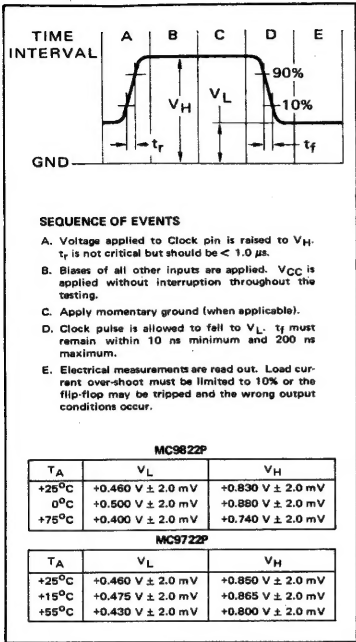 TIME INTERVAL A B C D E
90%
VH VL 10%
tr tf
GND
SEQUENCE OF EVENTS
A. Voltage applied to Clock pin is raised to VH.
tr is not critical but should be < 1.0 μs.
B. Biases of all other inputs are applied. VCC is
applied without interruption throughout the
testing.
C. Apply momentary ground (when applicable).
D. Clock pulse is allowed to fall to VL. tf must
remain within 10 ns minimum and 200 ns
maximum.
E. Electrical measurements are read out. Load cur-
rent over-shoot must be limited to 10% or the
flip-flop may be tripped and the wrong output
conditions occur.
MC9822P
TA VL VH
+25°C +0.460 V ± 2.0 mV +0.830 V ± 2.0 mV
0°C +0.500 V ± 2.0 mV +0.880 V ± 2.0 mV
+75°C +0.400 V ± 2.0 mV +0.740 V ± 2.0 mV
MC9722P
TA VL VH
+25°C +0.460 V ± 2.0 mV +0.850 V ± 2.0 mV
+15°C +0.475 V ± 2.0 mV +0.865 V ± 2.0 mV
+55°C +0.430 V ± 2.0 mV +0.800 V ± 2.0 mV